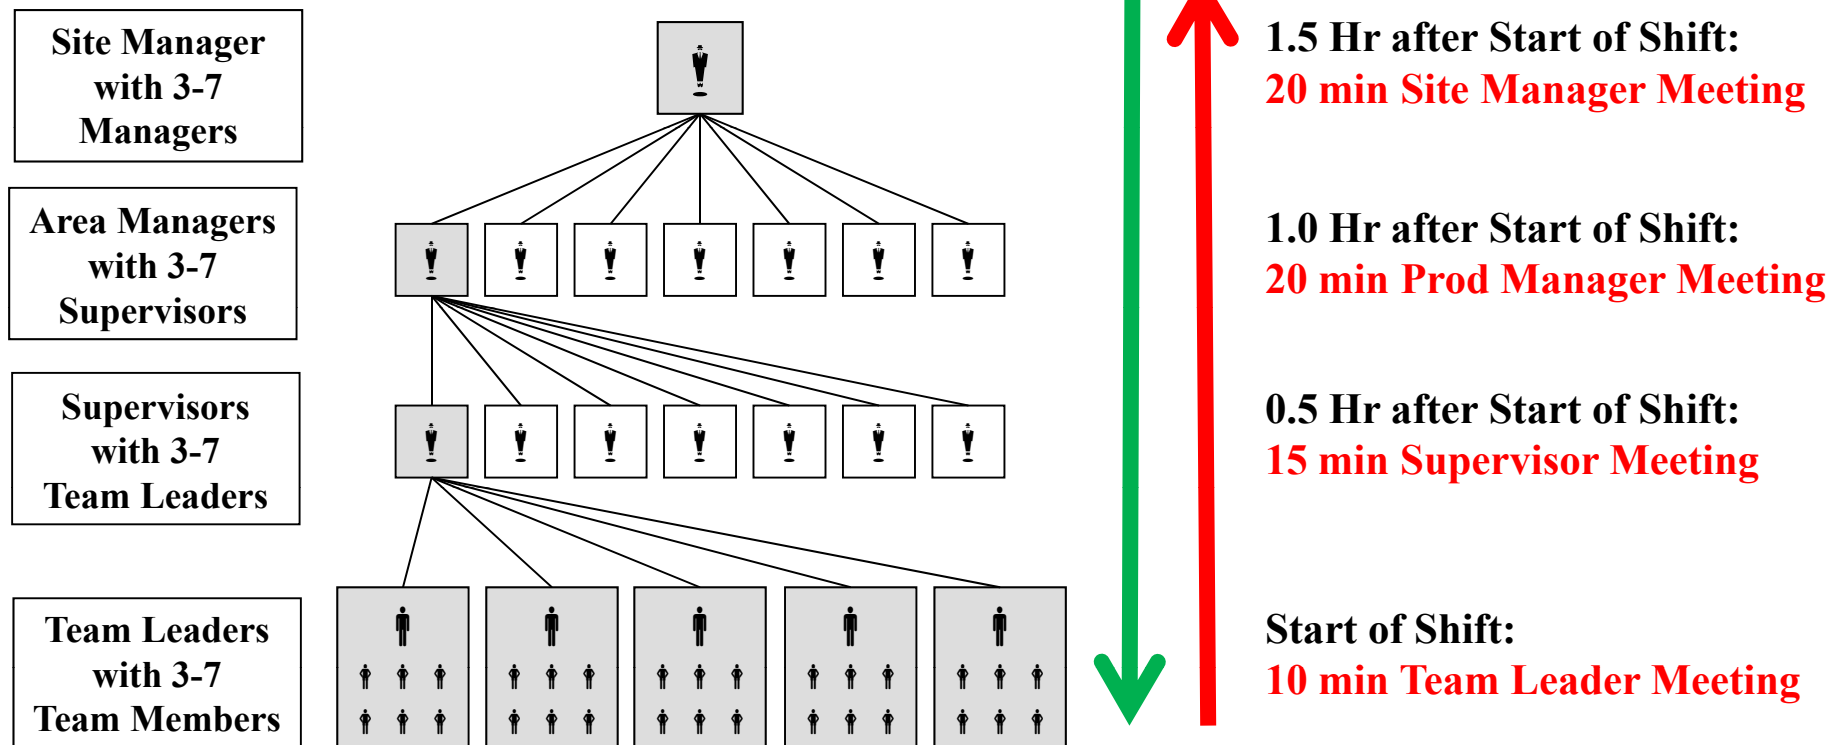 Site Manager
with 3-7
Managers
1.5 Hr after Start of Shift:
20 min Site Manager Meeting
Area Managers
with 3-7
Supervisors
1.0 Hr after Start of Shift:
20 min Prod Manager Meeting
Supervisors
with 3-7
Team Leaders
0.5 Hr after Start of Shift:
15 min Supervisor Meeting
Team Leaders
with 3-7
Team Members
Start of Shift:
10 min Team Leader Meeting